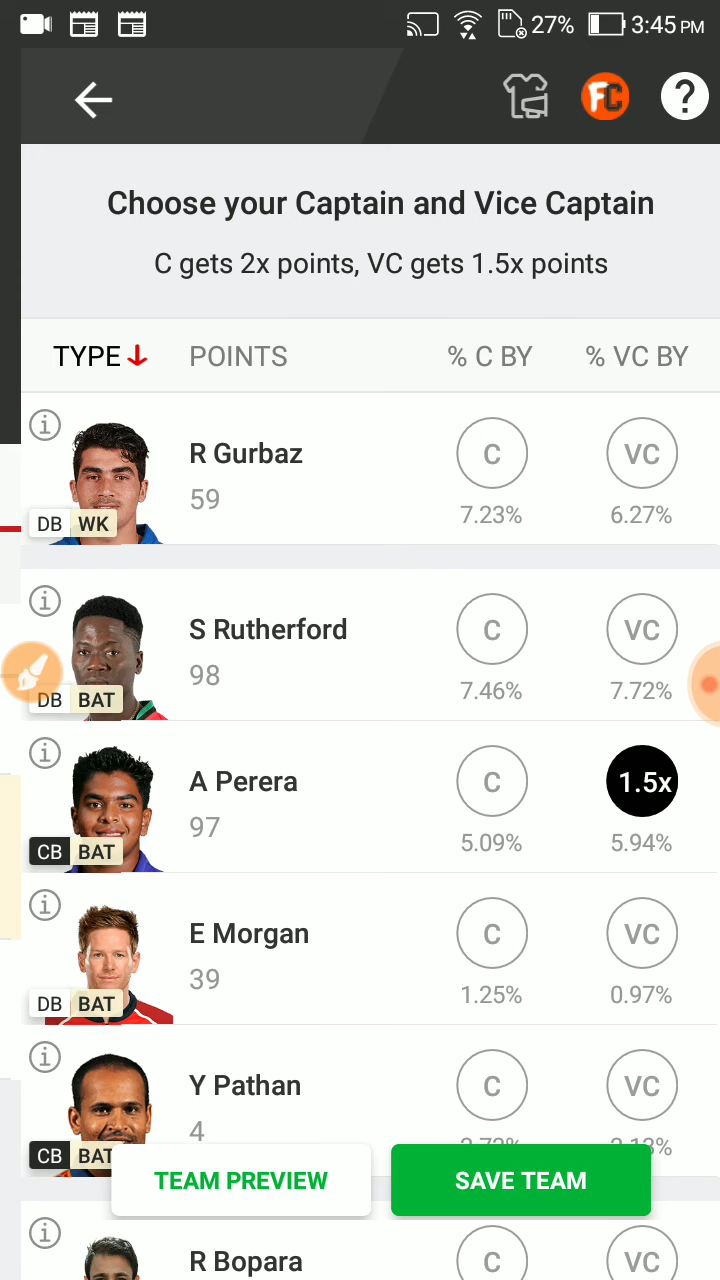 27% 3:45 PM
FC ?
Choose your Captain and Vice Captain
C gets 2x points, VC gets 1.5x points
TYPE POINTS % C BY % VC BY
i
R Gurbaz C VC
59
DB WK 7.23% 6.27%
i
S Rutherford C VC
98
DB BAT 7.46% 7.72%
i
A Perera C 1.5x
97
CB BAT 5.09% 5.94%
i
E Morgan C VC
39
DB BAT 1.25% 0.97%
i
Y Pathan C VC
4
CB BAT
TEAM PREVIEW SAVE TEAM
i
R Bopara C VC